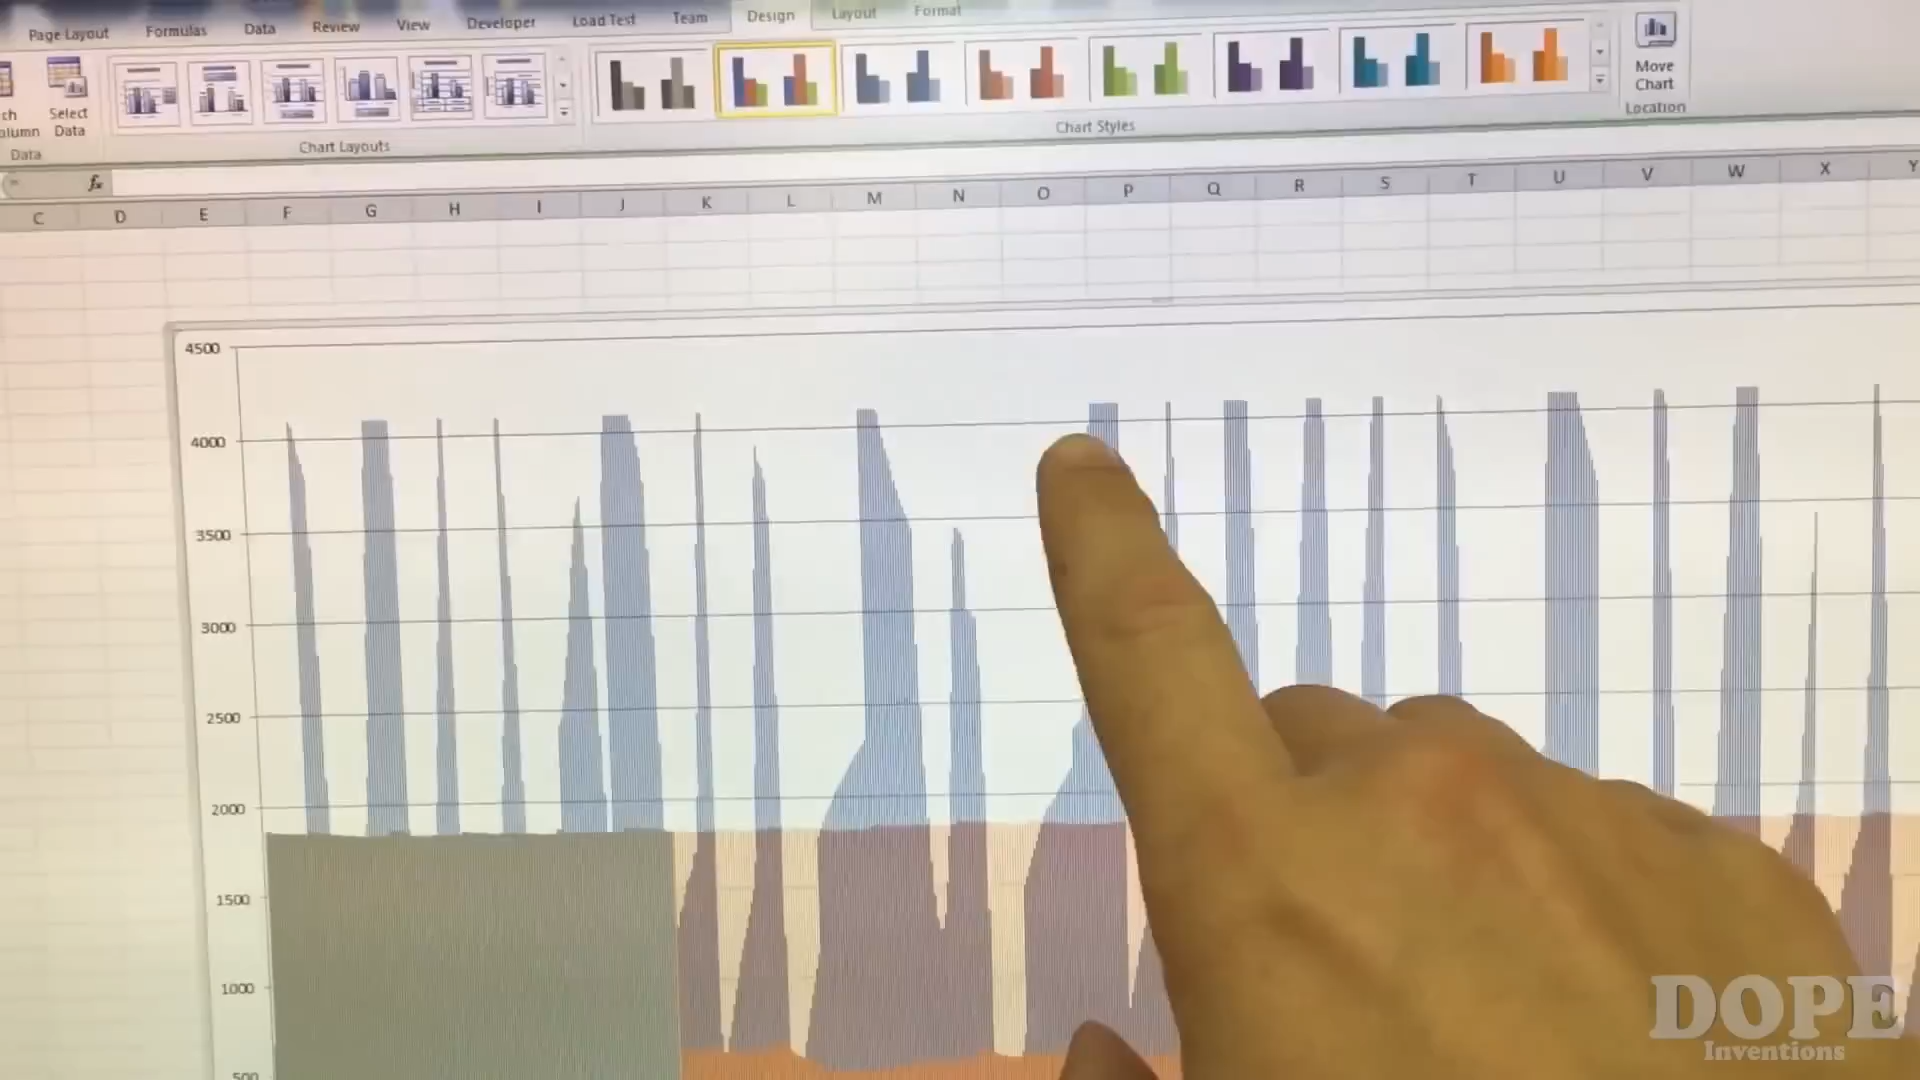 Page Layout Formulas Data Review View Developer Load Test Team Design Layout Format
Select
Data
Data
Chart Layouts
Chart Styles
Move
Chart
Location
fx
C D E F G H I J K L M N O P Q R S T U V W X Y
4500
4000
3500
3000
2500
2000
1500
1000
500
DOPE
Inventions